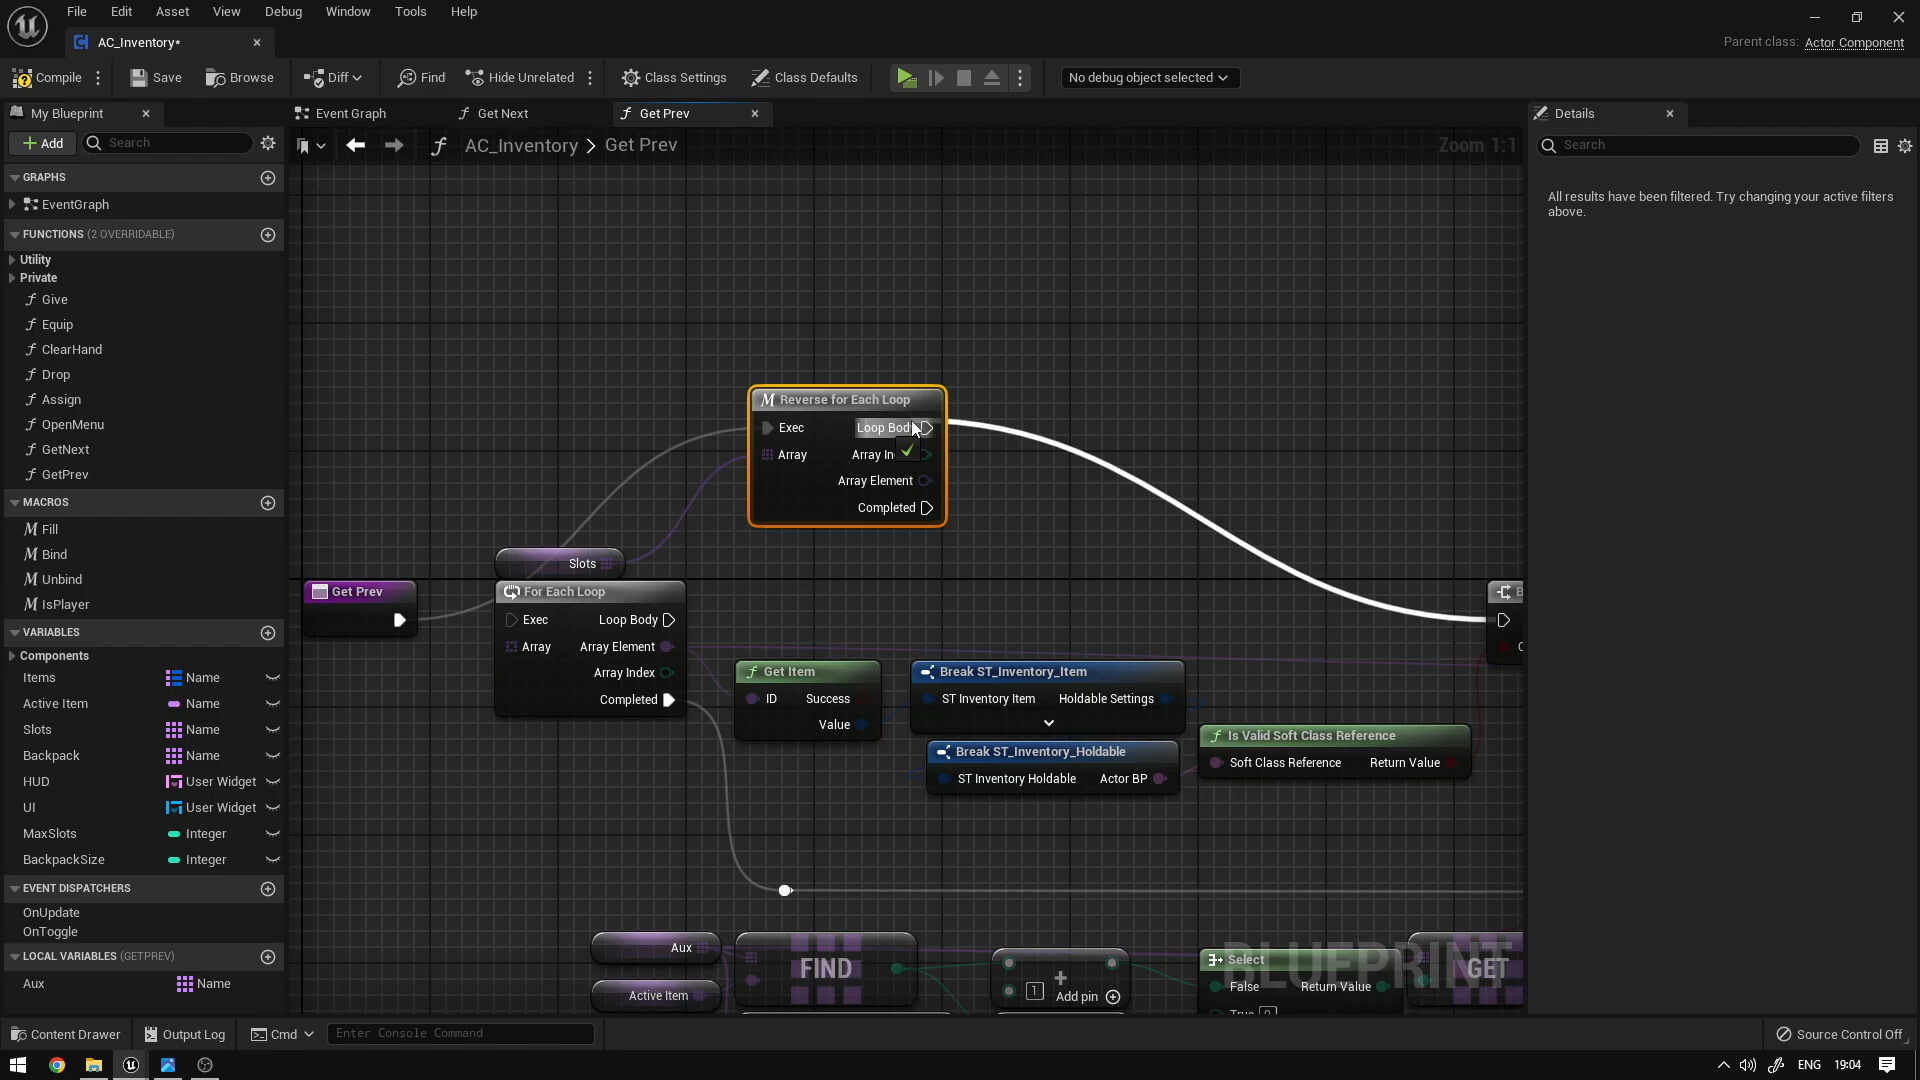 File Edit Asset View Debug Window Tools Help
AC_Inventory*
Parent class: Actor Component
Compile Save Browse Diff Find Hide Unrelated Class Settings Class Defaults No debug object selected
My Blueprint
Event Graph Get Next Get Prev
Details
Add Search
AC_Inventory > Get Prev
Zoom 1:1
Search
All results have been filtered. Try changing your active filters
above.
GRAPHS
EventGraph
FUNCTIONS (2 OVERRIDABLE)
Utility
Private
Give
Equip
ClearHand
Drop
Assign
OpenMenu
GetNext
GetPrev
MACROS
Fill
Bind
Unbind
IsPlayer
VARIABLES
Components
Items Name
Active Item Name
Slots Name
Backpack Name
HUD User Widget
UI User Widget
MaxSlots Integer
BackpackSize Integer
EVENT DISPATCHERS
OnUpdate
OnToggle
LOCAL VARIABLES (GETPREV)
Aux Name
Reverse for Each Loop
Exec Loop Body
Array
Array Element
Completed
Slots
Get Prev
For Each Loop
Exec Loop Body
Array Array Element
Array Index
Completed
Get Item
ID Success
Value
Break ST_Inventory_Item
ST Inventory Item Holdable Settings
Break ST_Inventory_Holdable
ST Inventory Holdable Actor BP
Is Valid Soft Class Reference
Soft Class Reference Return Value
Aux
Active Item
FIND
1 Add pin
Select
False Return Value
GET
BLUEPRINT
Content Drawer Output Log Cmd Enter Console Command
Source Control Off
ENG 19:04